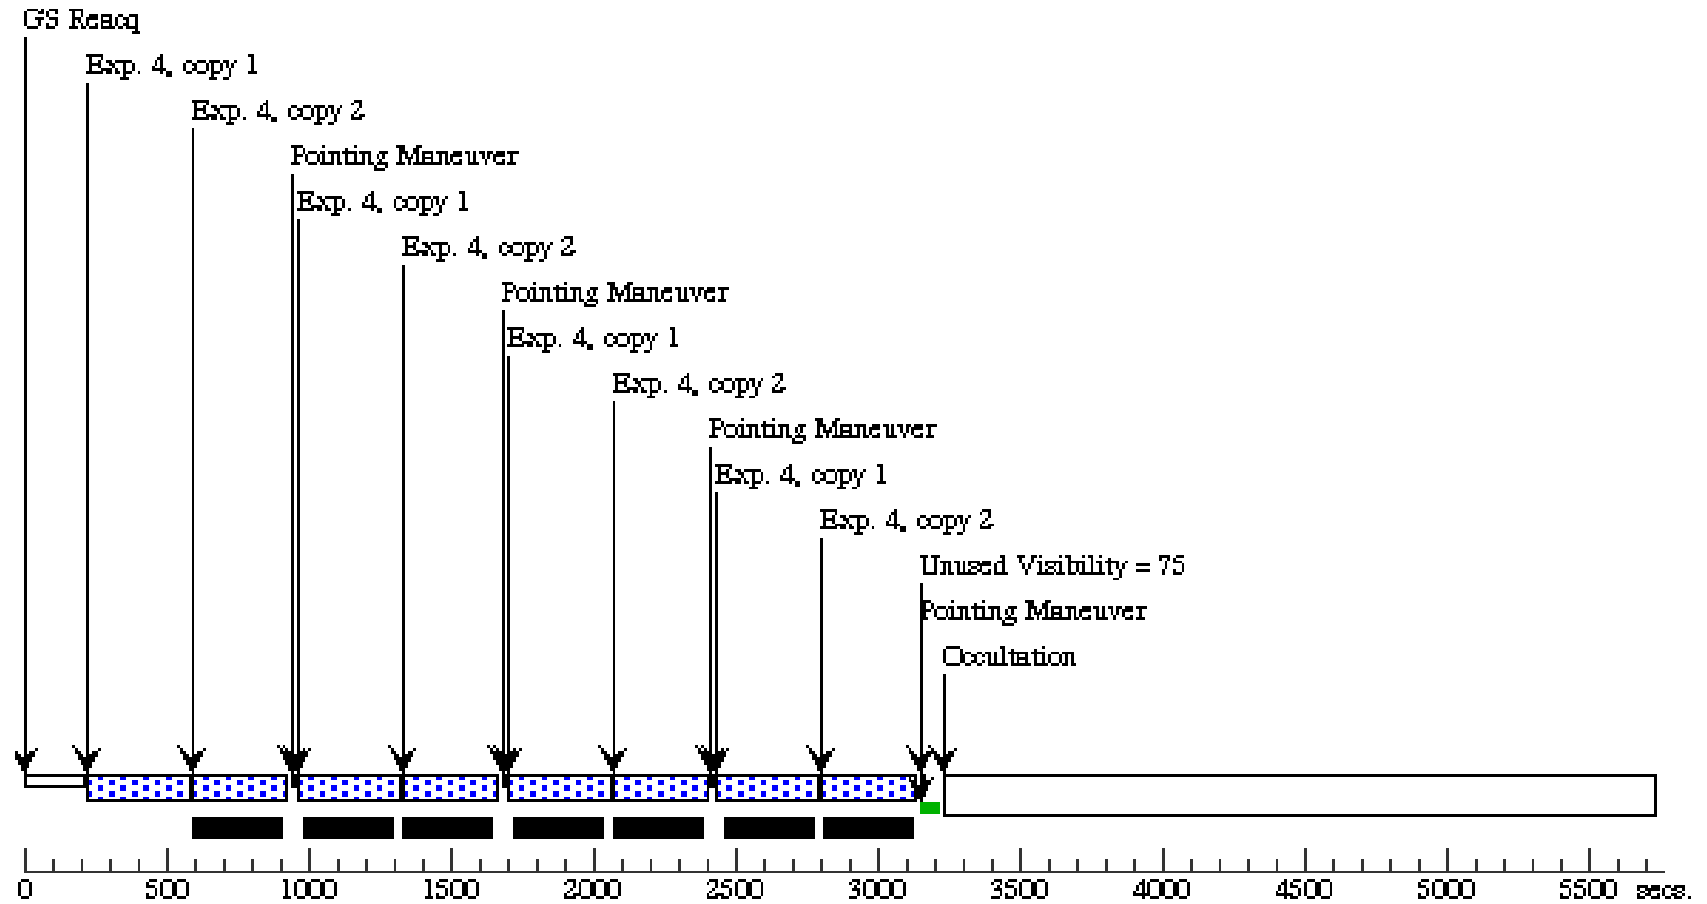 GS Reacq
Exp. 4, copy 1
Exp. 4, copy 2
Pointing Maneuver
Exp. 4, copy 1
Exp. 4, copy 2
Pointing Maneuver
Exp. 4, copy 1
Exp. 4, copy 2
Pointing Maneuver
Exp. 4, copy 1
Exp. 4, copy 2
Unused Visibility = 75
Pointing Maneuver
Occultation
0 500 1000 1500 2000 2500 3000 3500 4000 4500 5000 5500 secs.